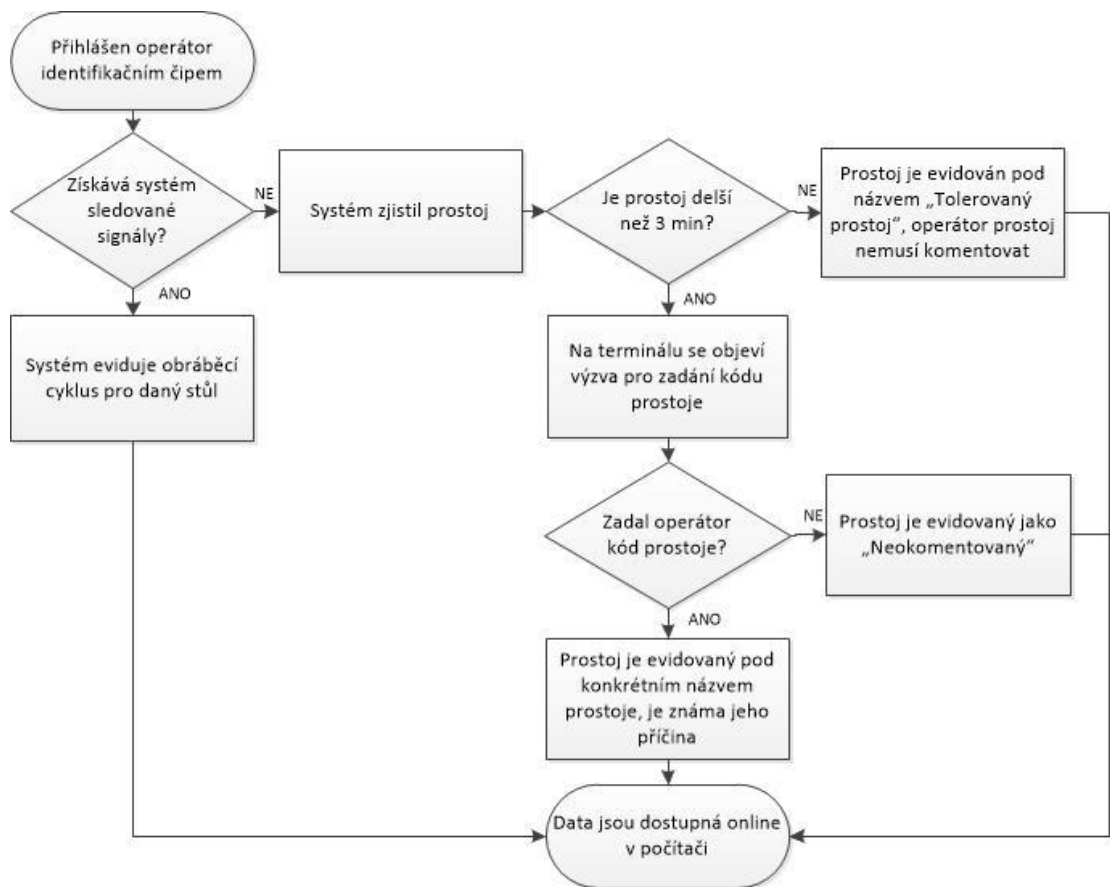 Přihlášen operátor
identifikačním čipem
Získává systém
sledované
signály?
NE
Systém zjistil prostoj
Je prostoj delší
než 3 min?
NE
Prostoj je evidován pod
názvem „Tolerovaný
prostoj“, operátor prostoj
nemusí komentovat
ANO
Systém eviduje obráběcí
cyklus pro daný stůl
ANO
Na terminálu se objeví
výzva pro zadání kódu
prostoje
Zadal operátor
kód prostoje?
NE
Prostoj je evidovaný jako
„Neokomentovaný“
ANO
Prostoj je evidovaný pod
konkrétním názvem
prostoje, je známa jeho
příčina
Data jsou dostupná online
v počítači